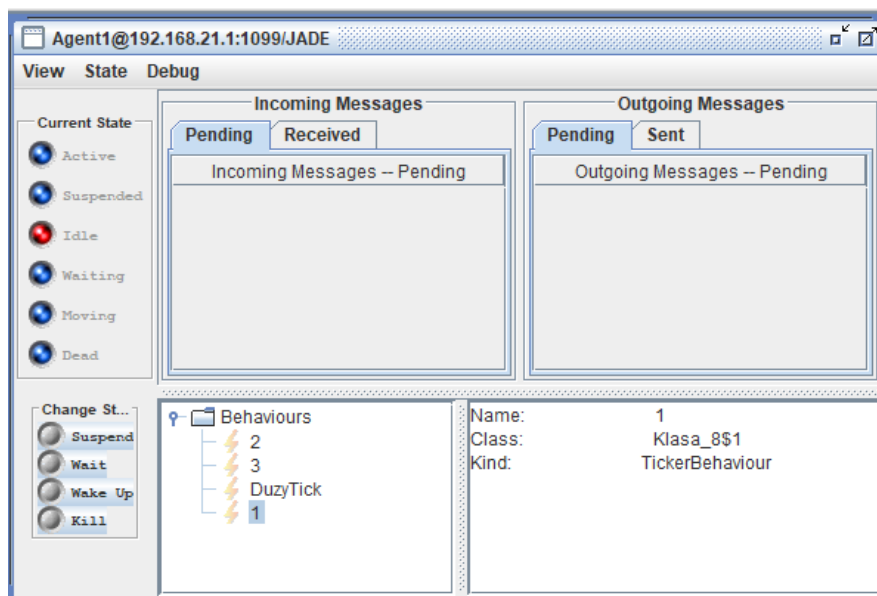 Agent1@192.168.21.1:1099/JADE
View State Debug
Current State
Active
Suspended
Idle
Waiting
Moving
Dead
Incoming Messages
Pending Received
Incoming Messages -- Pending
Outgoing Messages
Pending Sent
Outgoing Messages -- Pending
Change St...
Suspend
Wait
Wake Up
Kill
Behaviours
2
3
DuzyTick
1
Name: 1
Class: Klasa_8$1
Kind: TickerBehaviour